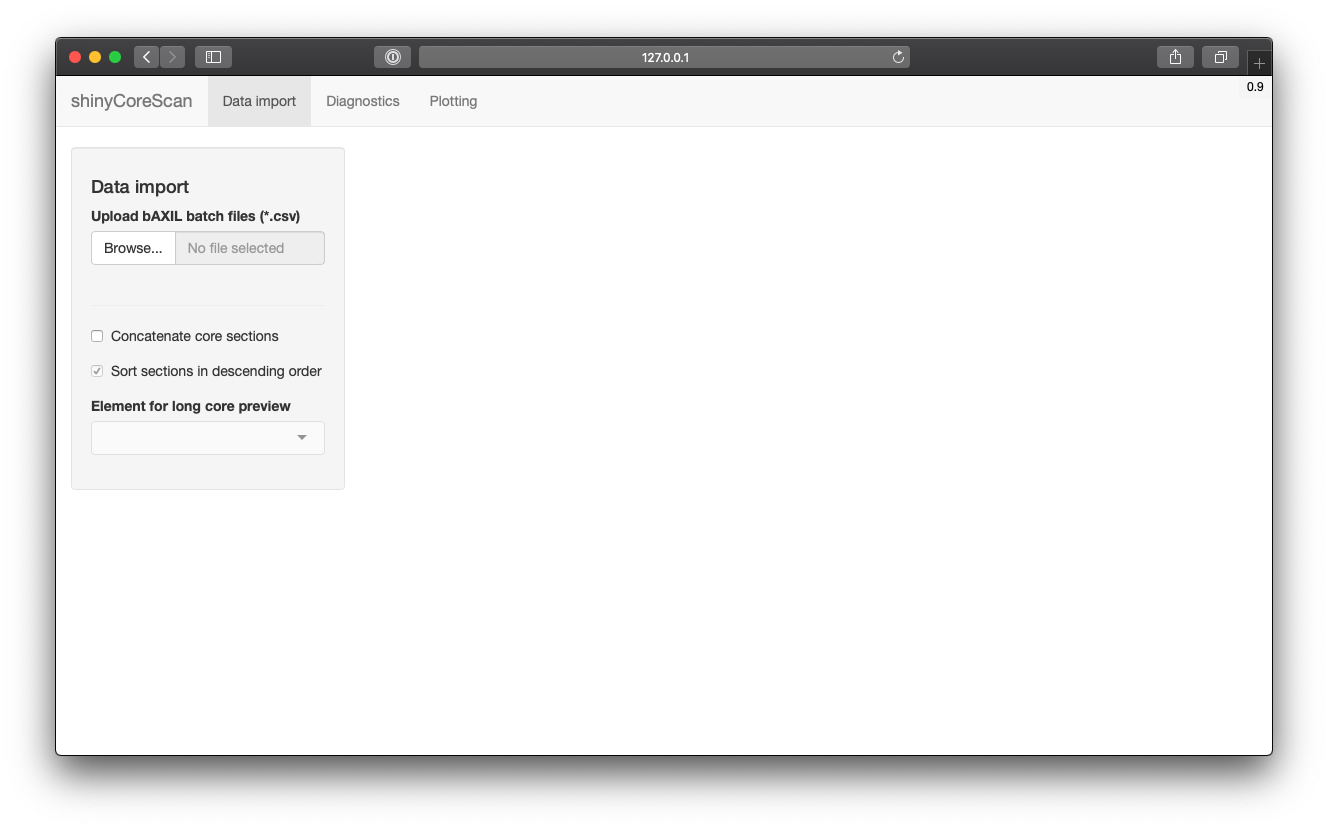 127.0.0.1
shinyCoreScan Data import Diagnostics Plotting 0.9
Data import
Upload bAXIL batch files (*.csv)
Browse... No file selected
Concatenate core sections
Sort sections in descending order
Element for long core preview